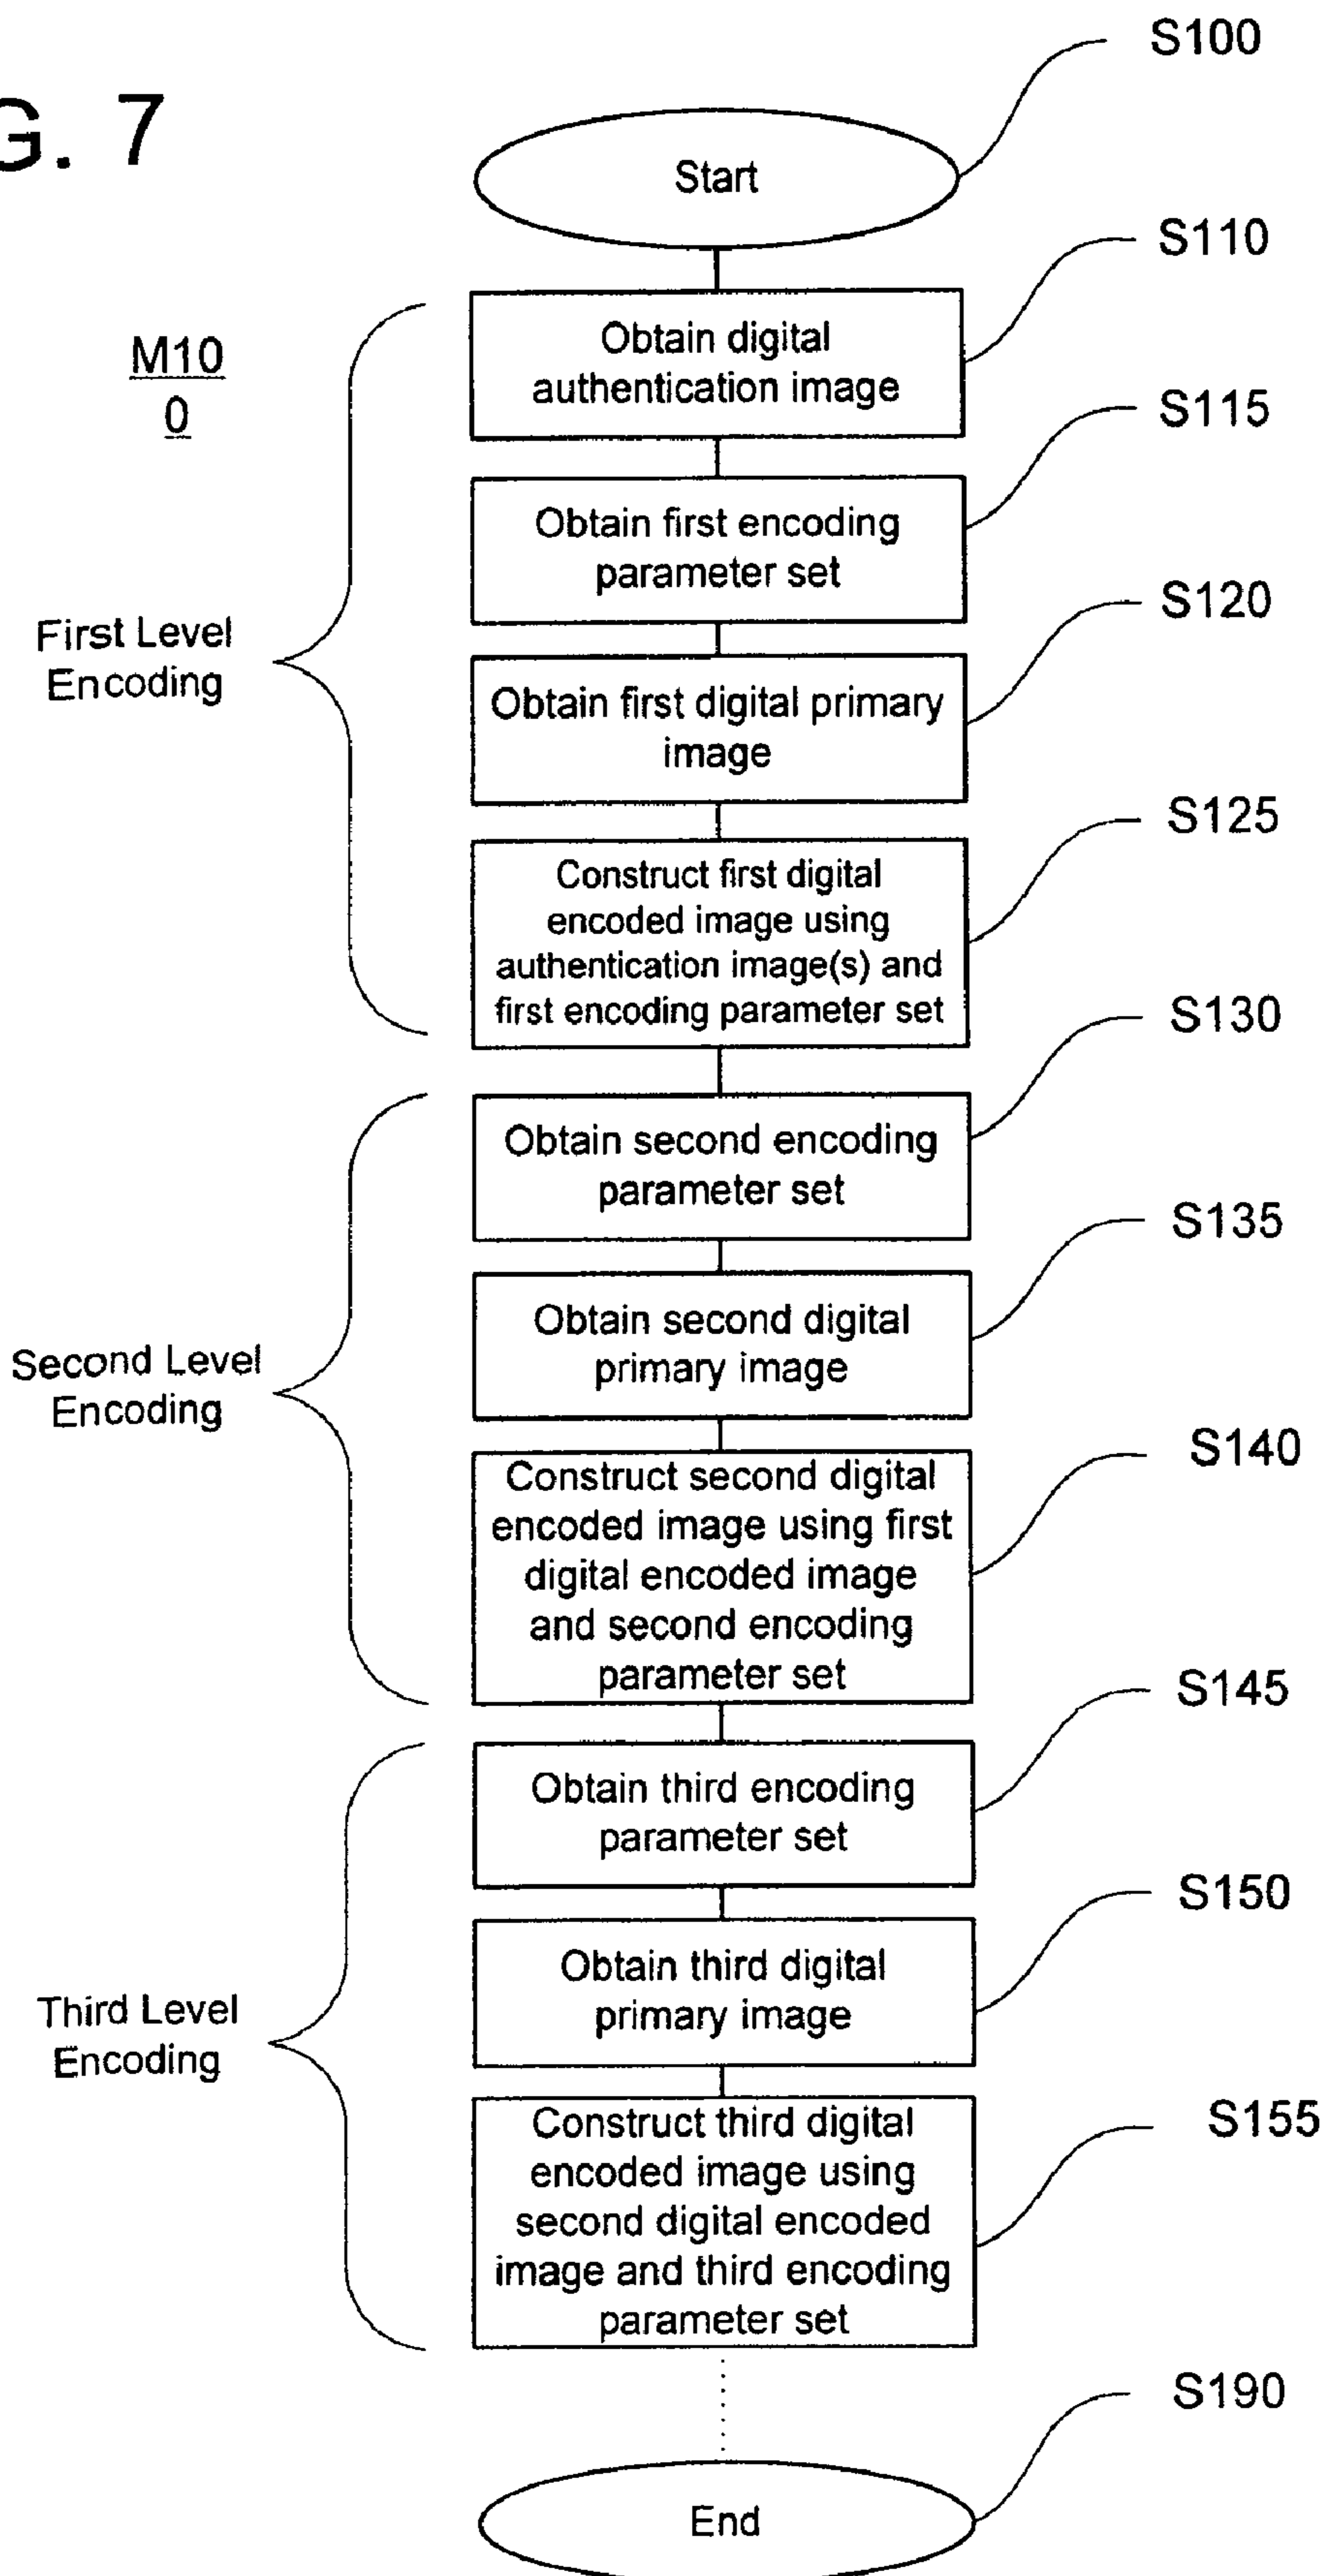 G. 7
S100
Start
S110
M10
0
Obtain digital
authentication image
S115
Obtain first encoding
parameter set
S120
First Level
Encoding
Obtain first digital primary
image
S125
Construct first digital
encoded image using
authentication image(s) and
first encoding parameter set
S130
Obtain second encoding
parameter set
S135
Obtain second digital
primary image
Second Level
Encoding
S140
Construct second digital
encoded image using first
digital encoded image
and second encoding
parameter set
S145
Obtain third encoding
parameter set
S150
Obtain third digital
primary image
Third Level
Encoding
S155
Construct third digital
encoded image using
second digital encoded
image and third encoding
parameter set
S190
End